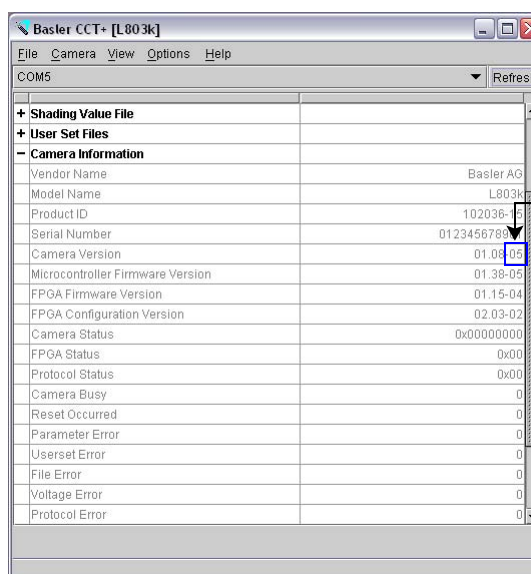 Basler CCT+ [L803k]
File Camera View Options Help
COM5 Refres
+ Shading Value File
+ User Set Files
− Camera Information
Vendor Name Basler AG
Model Name L803k
Product ID 102036-15
Serial Number
Camera Version 01.08-05
Microcontroller Firmware Version 01.38-05
FPGA Firmware Version 01.15-04
FPGA Configuration Version 02.03-02
Camera Status 0x00000000
FPGA Status 0x00
Protocol Status 0x00
Camera Busy 0
Reset Occurred 0
Parameter Error 0
Userset Error 0
File Error 0
Voltage Error 0
Protocol Error 0